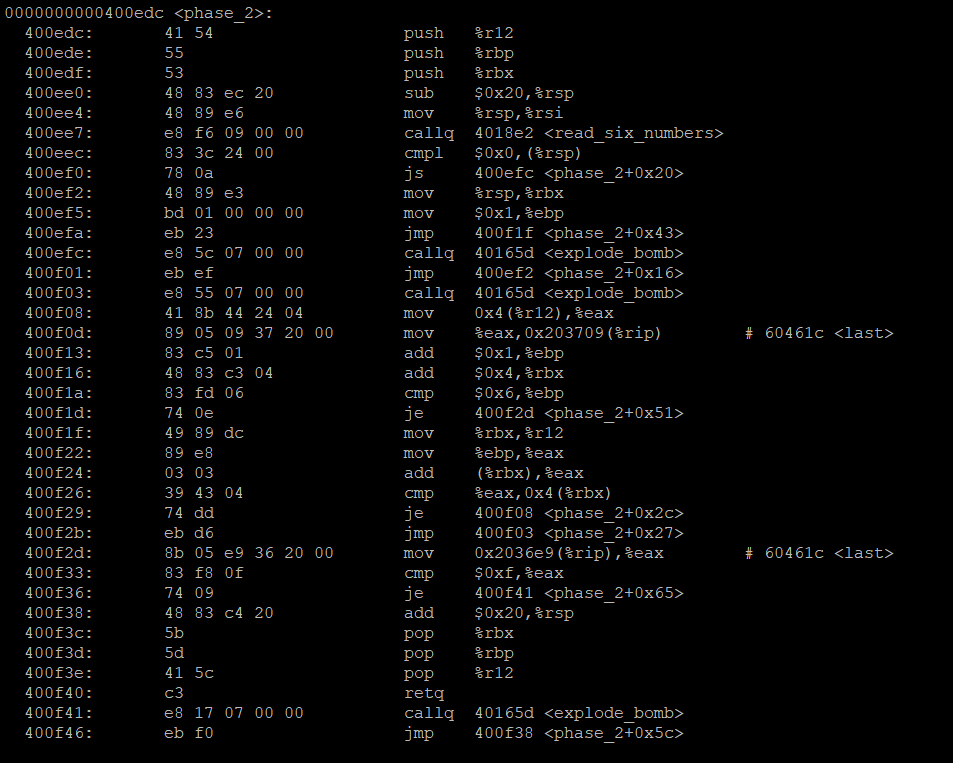 0000000000400edc <phase_2>:
400edc: 41 54 push %r12
400ede: 55 push %rbp
400edf: 53 push %rbx
400ee0: 48 83 ec 20 sub $0x20,%rsp
400ee4: 48 89 e6 mov %rsp,%rsi
400ee7: e8 f6 09 00 00 callq 4018e2 <read_six_numbers>
400eec: 83 3c 24 00 cmpl $0x0,(%rsp)
400ef0: 78 0a js 400efc <phase_2+0x20>
400ef2: 48 89 e3 mov %rsp,%rbx
400ef5: bd 01 00 00 00 mov $0x1,%ebp
400efa: eb 23 jmp 400f1f <phase_2+0x43>
400efc: e8 5c 07 00 00 callq 40165d <explode_bomb>
400f01: eb ef jmp 400ef2 <phase_2+0x16>
400f03: e8 55 07 00 00 callq 40165d <explode_bomb>
400f08: 41 8b 44 24 04 mov 0x4(%r12),%eax
400f0d: 89 05 09 37 20 00 mov %eax,0x203709(%rip) # 60461c <last>
400f13: 83 c5 01 add $0x1,%ebp
400f16: 48 83 c3 04 add $0x4,%rbx
400f1a: 83 fd 06 cmp $0x6,%ebp
400f1d: 74 0e je 400f2d <phase_2+0x51>
400f1f: 49 89 dc mov %rbx,%r12
400f22: 89 e8 mov %ebp,%eax
400f24: 03 03 add (%rbx),%eax
400f26: 39 43 04 cmp %eax,0x4(%rbx)
400f29: 74 dd je 400f08 <phase_2+0x2c>
400f2b: eb d6 jmp 400f03 <phase_2+0x27>
400f2d: 8b 05 e9 36 20 00 mov 0x2036e9(%rip),%eax # 60461c <last>
400f33: 83 f8 0f cmp $0xf,%eax
400f36: 74 09 je 400f41 <phase_2+0x65>
400f38: 48 83 c4 20 add $0x20,%rsp
400f3c: 5b pop %rbx
400f3d: 5d pop %rbp
400f3e: 41 5c pop %r12
400f40: c3 retq
400f41: e8 17 07 00 00 callq 40165d <explode_bomb>
400f46: eb f0 jmp 400f38 <phase_2+0x5c>